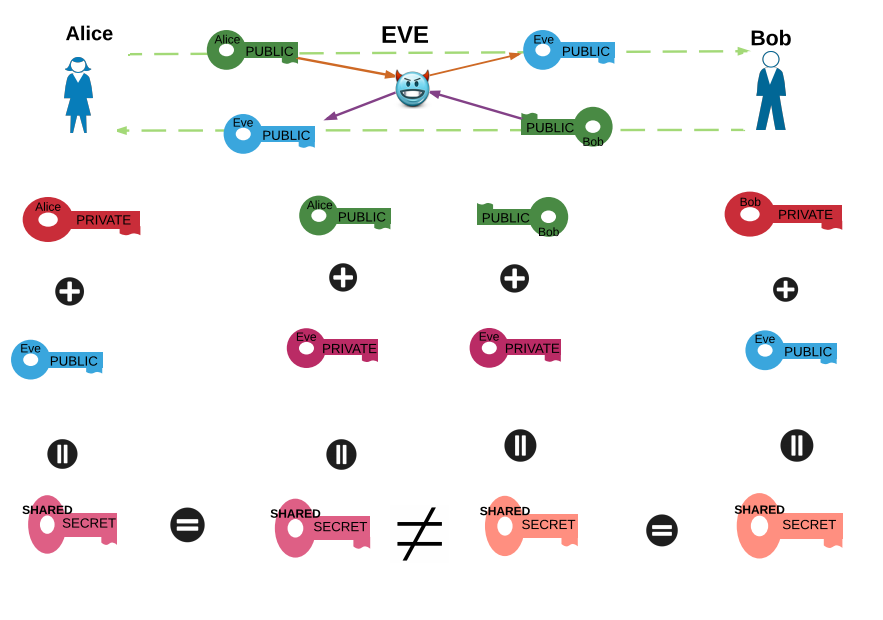 Alice
EVE
Bob
Alice
PUBLIC
Eve
PUBLIC
Eve
PUBLIC
PUBLIC
Bob
Alice
PRIVATE
Alice
PUBLIC
PUBLIC
Bob
Bob
PRIVATE
Eve
PUBLIC
Eve
PRIVATE
Eve
PRIVATE
Eve
PUBLIC
SHARED
SECRET
=
SHARED
SECRET
≠
SHARED
SECRET
=
SHARED
SECRET